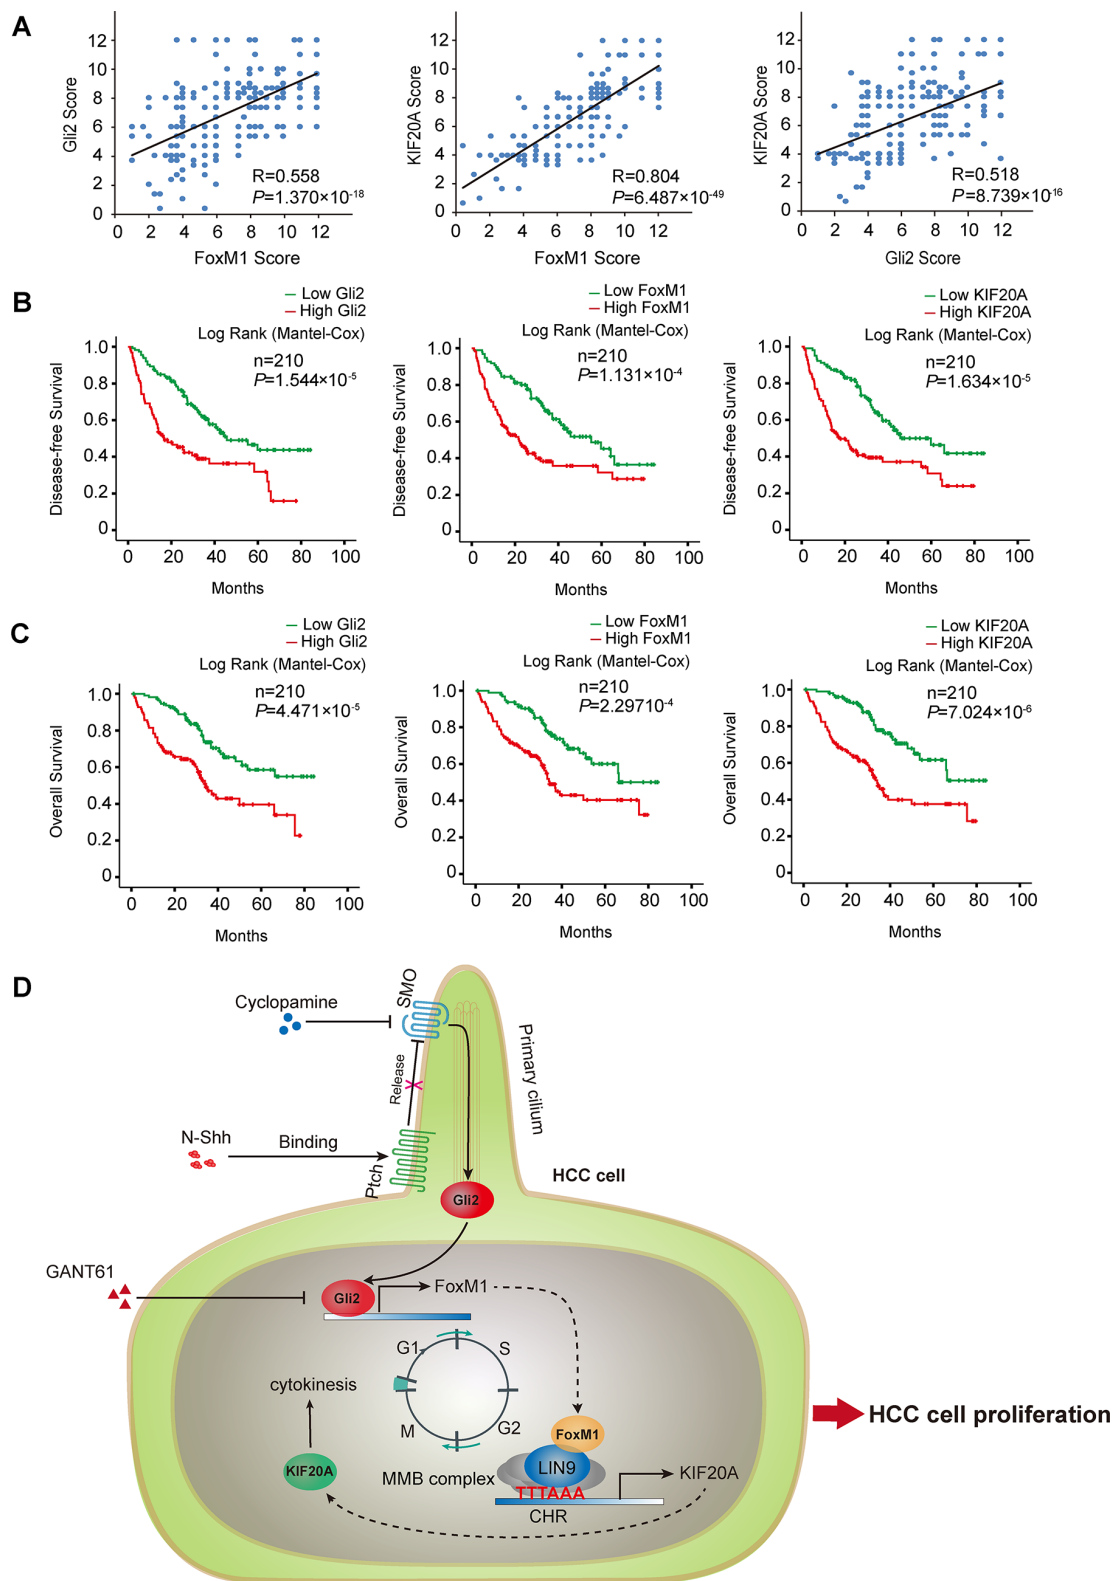 A
12
10
8
6
4
2
0
Gli2 Score
R=0.558
P=1.370×10-18
0 2 4 6 8 10 12
FoxM1 Score
12
10
8
6
4
2
0
KIF20A Score
R=0.804
P=6.487×10-49
0 2 4 6 8 10 12
FoxM1 Score
12
10
8
6
4
2
0
KIF20A Score
R=0.518
P=8.739×10-16
0 2 4 6 8 10 12
Gli2 Score
B
Low Gli2
High Gli2
Log Rank (Mantel-Cox)
n=210
P=1.544×10-5
1.0
0.8
0.6
0.4
0.2
0
Disease-free Survival
0 20 40 60 80 100
Months
Low FoxM1
High FoxM1
Log Rank (Mantel-Cox)
n=210
P=1.131×10-4
1.0
0.8
0.6
0.4
0.2
0
Disease-free Survival
0 20 40 60 80 100
Months
Low KIF20A
High KIF20A
Log Rank (Mantel-Cox)
n=210
P=1.634×10-5
1.0
0.8
0.6
0.4
0.2
0
Disease-free Survival
0 20 40 60 80 100
Months
C
Low Gli2
High Gli2
Log Rank (Mantel-Cox)
n=210
P=4.471×10-5
1.0
0.8
0.6
0.4
0.2
0
Overall Survival
0 20 40 60 80 100
Months
Low FoxM1
High FoxM1
Log Rank (Mantel-Cox)
n=210
P=2.29710-4
1.0
0.8
0.6
0.4
0.2
0
Overall Survival
0 20 40 60 80 100
Months
Low KIF20A
High KIF20A
Log Rank (Mantel-Cox)
n=210
P=7.024×10-6
1.0
0.8
0.6
0.4
0.2
0
Overall Survival
0 20 40 60 80 100
Months
D
Cyclopamine
SMO
Primary cilium
Release
N-Shh
Binding
Ptch
HCC cell
Gli2
GANT61
Gli2
FoxM1
G1
S
G2
M
cytokinesis
KIF20A
MMB complex
FoxM1
LIN9
TTTAAA
CHR
KIF20A
HCC cell proliferation